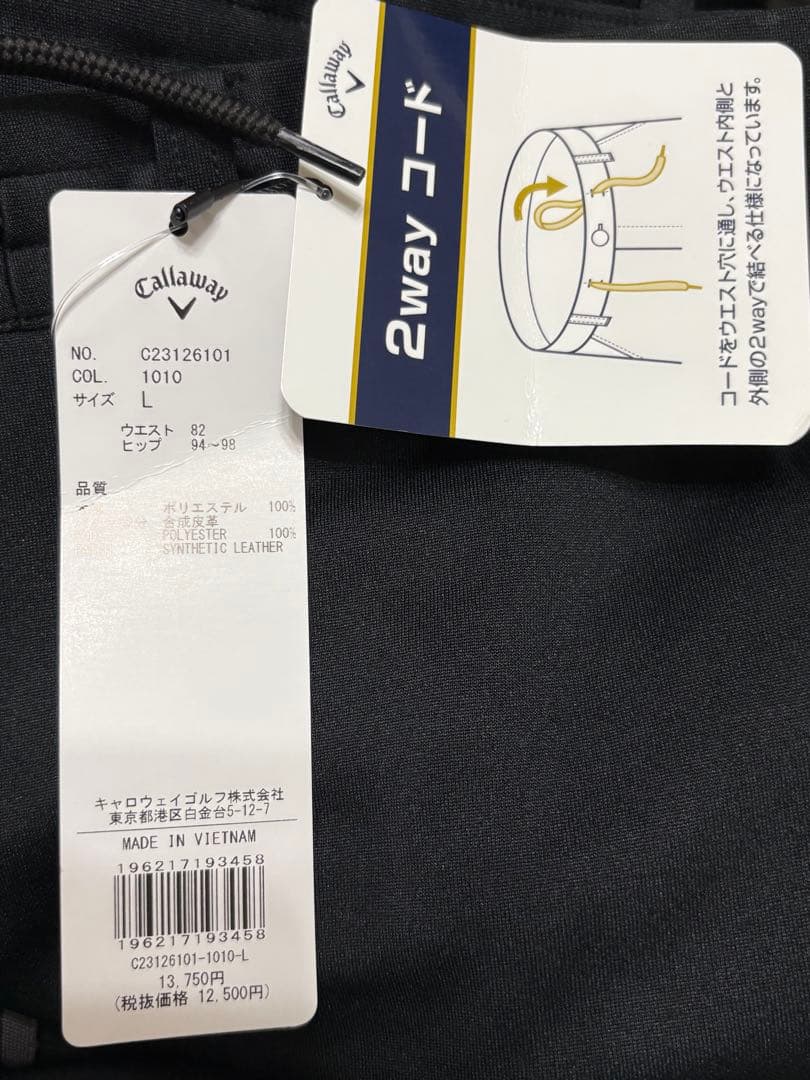 Callaway
2way コード
コードをウエスト穴に通し、ウエスト内側と
外側の2wayで結べる仕様になっています。
Callaway
NO. C23126101
COL. 1010
サイズ L
ウエスト 82
ヒップ 94～98
品質
ポリエステル 100%
合成皮革
POLYESTER 100%
SYNTHETIC LEATHER
キャロウェイゴルフ株式会社
東京都港区白金台5-12-7
MADE IN VIETNAM
196217193458
196217193458
C23126101-1010-L
13,750円
(税抜価格 12,500円)